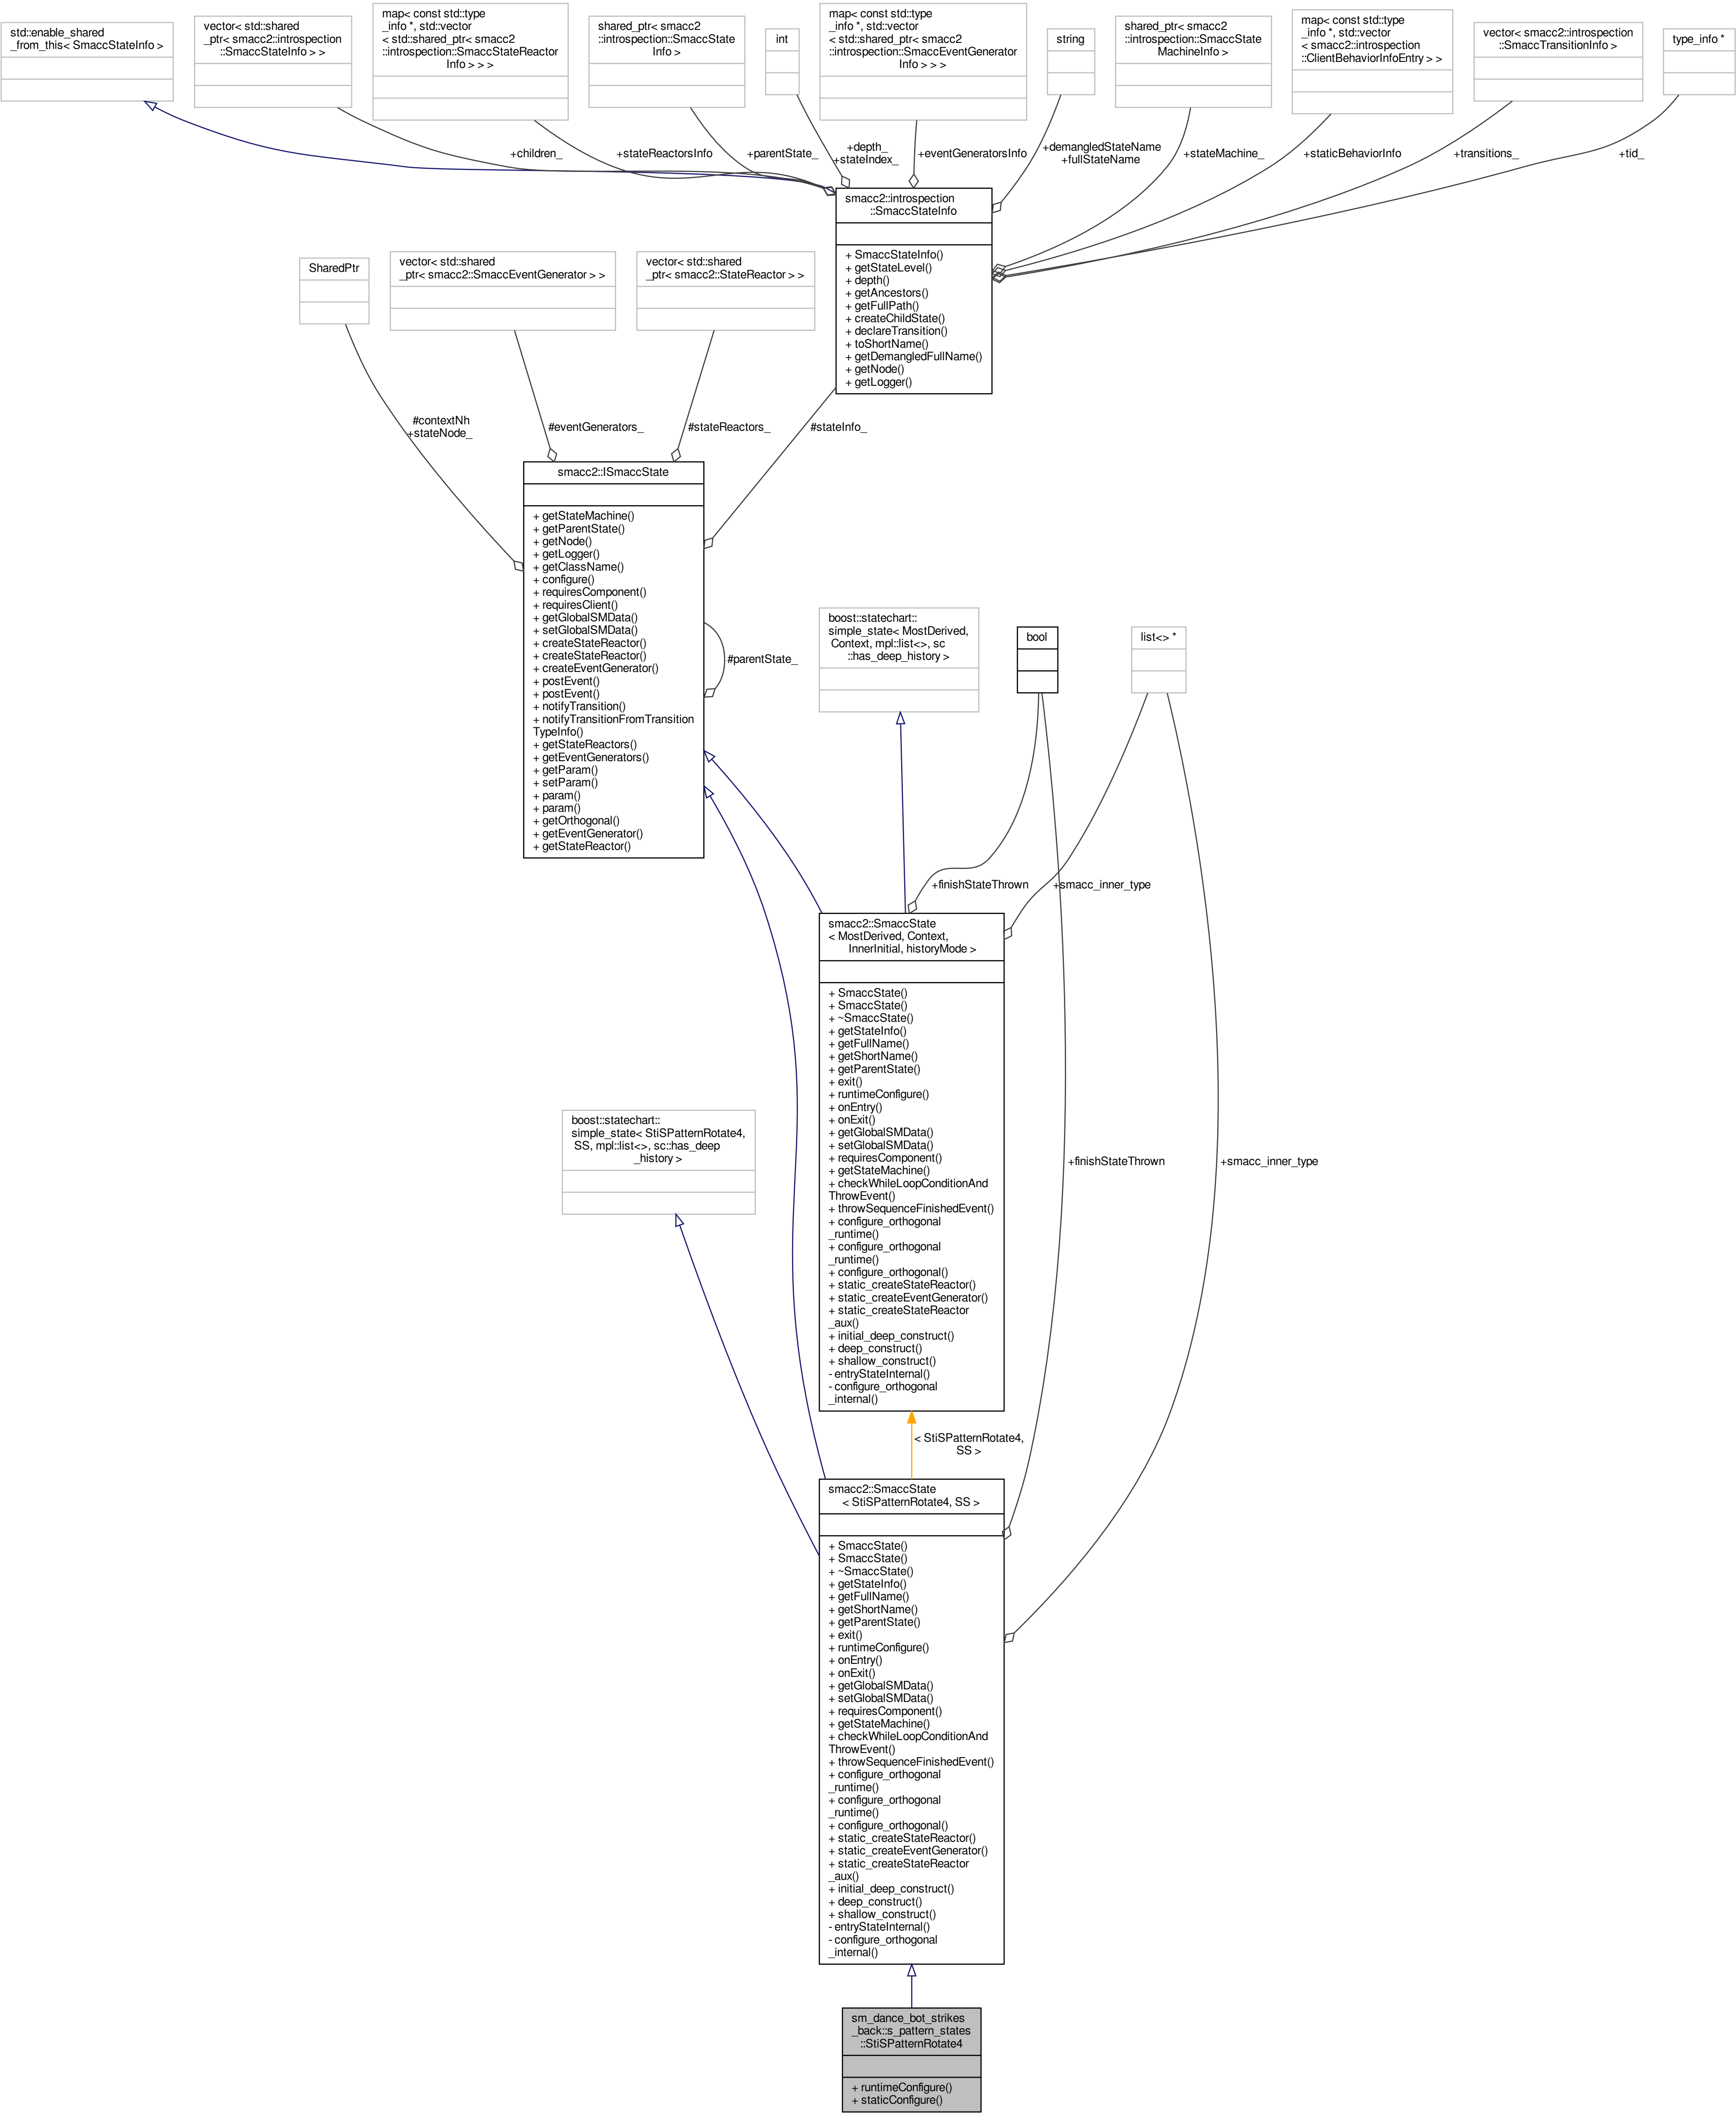 std::enable_shared
_from_this< SmaccStateInfo >
vector< std::shared
_ptr< smacc2::introspection
::SmaccStateInfo > >
map< const std::type
_info *, std::vector
< std::shared_ptr< smacc2
::introspection::SmaccStateReactor
Info > > >
shared_ptr< smacc2
::introspection::SmaccState
Info >
int
map< const std::type
_info *, std::vector
< std::shared_ptr< smacc2
::introspection::SmaccEventGenerator
Info > > >
string
shared_ptr< smacc2
::introspection::SmaccState
MachineInfo >
map< const std::type
_info *, std::vector
< smacc2::introspection
::ClientBehaviorInfoEntry > >
vector< smacc2::introspection
::SmaccTransitionInfo >
type_info *
+children_
+stateReactorsInfo
+parentState_
+depth_
+stateIndex_
+eventGeneratorsInfo
+demangledStateName
+fullStateName
+stateMachine_
+staticBehaviorInfo
+transitions_
+tid_
smacc2::introspection
::SmaccStateInfo
+ SmaccStateInfo()
+ getStateLevel()
+ depth()
+ getAncestors()
+ getFullPath()
+ createChildState()
+ declareTransition()
+ toShortName()
+ getDemangledFullName()
+ getNode()
+ getLogger()
SharedPtr
vector< std::shared
_ptr< smacc2::SmaccEventGenerator > >
vector< std::shared
_ptr< smacc2::StateReactor > >
#contextNh
+stateNode_
#eventGenerators_
#stateReactors_
#stateInfo_
smacc2::ISmaccState
+ getStateMachine()
+ getParentState()
+ getNode()
+ getLogger()
+ getClassName()
+ configure()
+ requiresComponent()
+ requiresClient()
+ getGlobalSMData()
+ setGlobalSMData()
+ createStateReactor()
+ createStateReactor()
+ createEventGenerator()
+ postEvent()
+ postEvent()
+ notifyTransition()
+ notifyTransitionFromTransition
TypeInfo()
+ getStateReactors()
+ getEventGenerators()
+ getParam()
+ setParam()
+ param()
+ param()
+ getOrthogonal()
+ getEventGenerator()
+ getStateReactor()
#parentState_
boost::statechart::
simple_state< MostDerived,
Context, mpl::list<>, sc
::has_deep_history >
bool
list<> *
+finishStateThrown
+smacc_inner_type
smacc2::SmaccState
< MostDerived, Context,
InnerInitial, historyMode >
+ SmaccState()
+ SmaccState()
+ ~SmaccState()
+ getStateInfo()
+ getFullName()
+ getShortName()
+ getParentState()
+ exit()
+ runtimeConfigure()
+ onEntry()
+ onExit()
+ getGlobalSMData()
+ setGlobalSMData()
+ requiresComponent()
+ getStateMachine()
+ checkWhileLoopConditionAnd
ThrowEvent()
+ throwSequenceFinishedEvent()
+ configure_orthogonal
_runtime()
+ configure_orthogonal
_runtime()
+ configure_orthogonal()
+ static_createStateReactor()
+ static_createEventGenerator()
+ static_createStateReactor
_aux()
+ initial_deep_construct()
+ deep_construct()
+ shallow_construct()
- entryStateInternal()
- configure_orthogonal
_internal()
boost::statechart::
simple_state< StiSPatternRotate4,
SS, mpl::list<>, sc::has_deep
_history >
+finishStateThrown
+smacc_inner_type
< StiSPatternRotate4,
SS >
smacc2::SmaccState
< StiSPatternRotate4, SS >
+ SmaccState()
+ SmaccState()
+ ~SmaccState()
+ getStateInfo()
+ getFullName()
+ getShortName()
+ getParentState()
+ exit()
+ runtimeConfigure()
+ onEntry()
+ onExit()
+ getGlobalSMData()
+ setGlobalSMData()
+ requiresComponent()
+ getStateMachine()
+ checkWhileLoopConditionAnd
ThrowEvent()
+ throwSequenceFinishedEvent()
+ configure_orthogonal
_runtime()
+ configure_orthogonal
_runtime()
+ configure_orthogonal()
+ static_createStateReactor()
+ static_createEventGenerator()
+ static_createStateReactor
_aux()
+ initial_deep_construct()
+ deep_construct()
+ shallow_construct()
- entryStateInternal()
- configure_orthogonal
_internal()
sm_dance_bot_strikes
_back::s_pattern_states
::StiSPatternRotate4
+ runtimeConfigure()
+ staticConfigure()